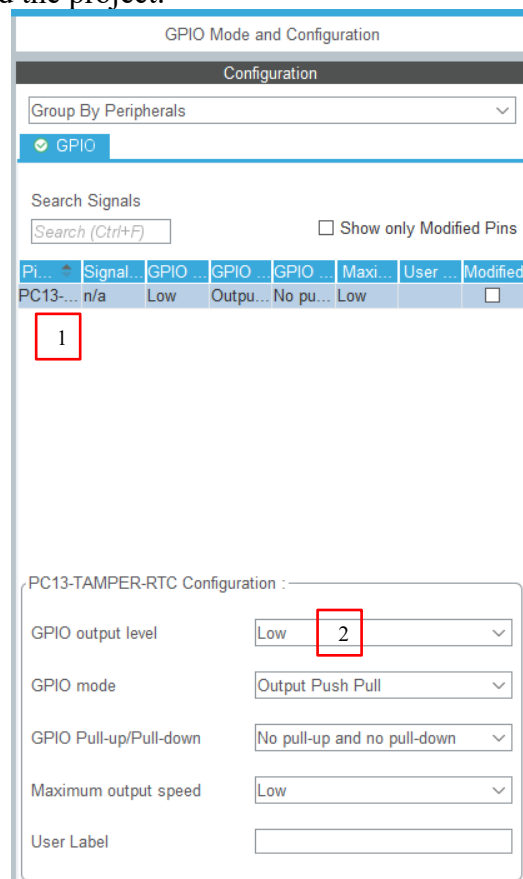 d the project.
GPIO Mode and Configuration
Configuration
Group By Peripherals
GPIO
Search Signals
Search (Ctrl+F)
Show only Modified Pins
Pi... Signal... GPIO ... GPIO ... GPIO ... Maxi... User ... Modified
PC13-... n/a Low Outpu... No pu... Low
1
PC13-TAMPER-RTC Configuration :
GPIO output level Low 2
GPIO mode Output Push Pull
GPIO Pull-up/Pull-down No pull-up and no pull-down
Maximum output speed Low
User Label